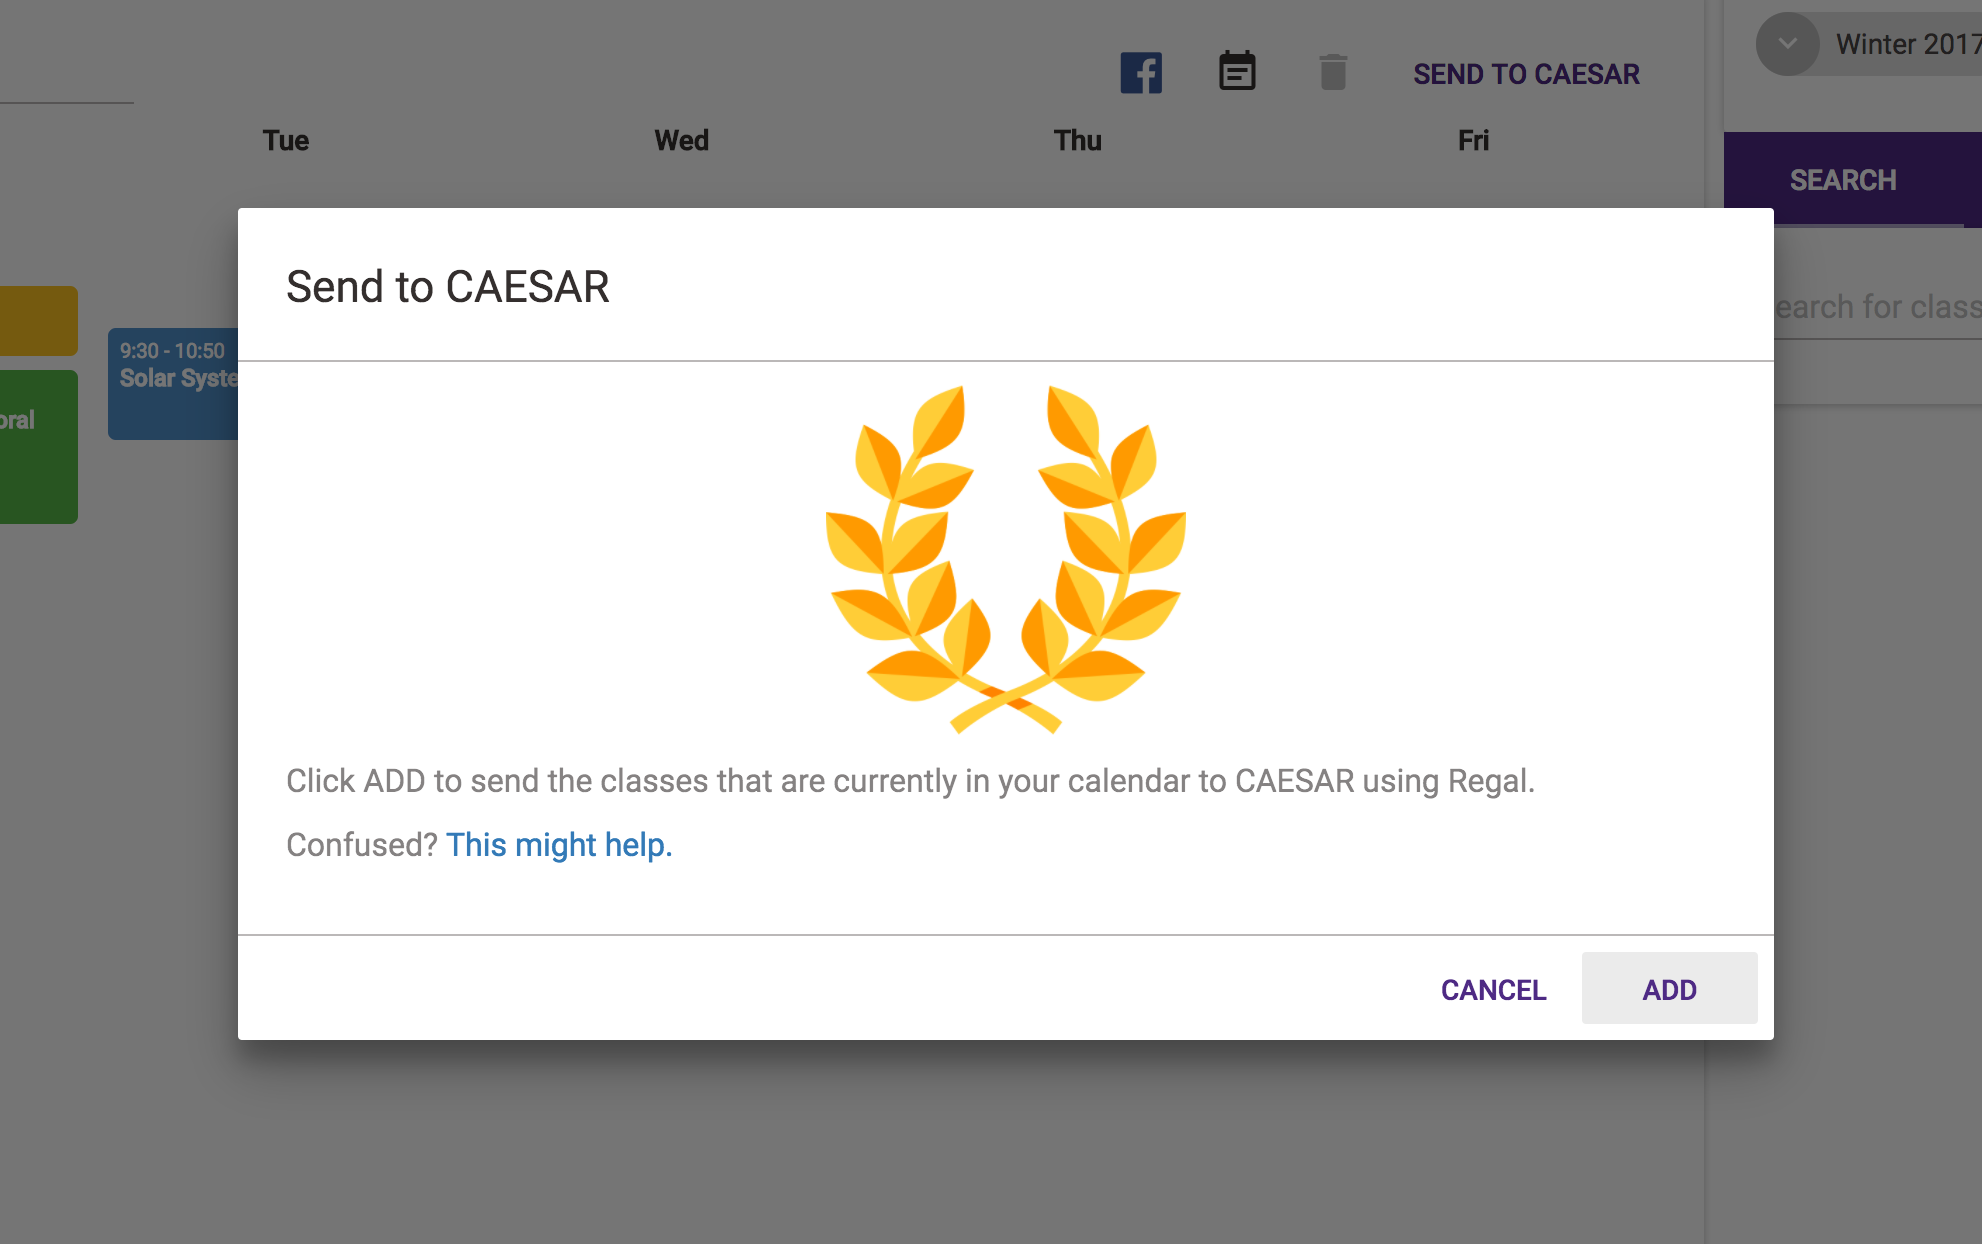 Winter 2017
SEND TO CAESAR
Tue Wed Thu Fri
SEARCH
Send to CAESAR
earch for class
9:30 - 10:50
Solar Syste
oral
Click ADD to send the classes that are currently in your calendar to CAESAR using Regal.
Confused? This might help.
CANCEL ADD